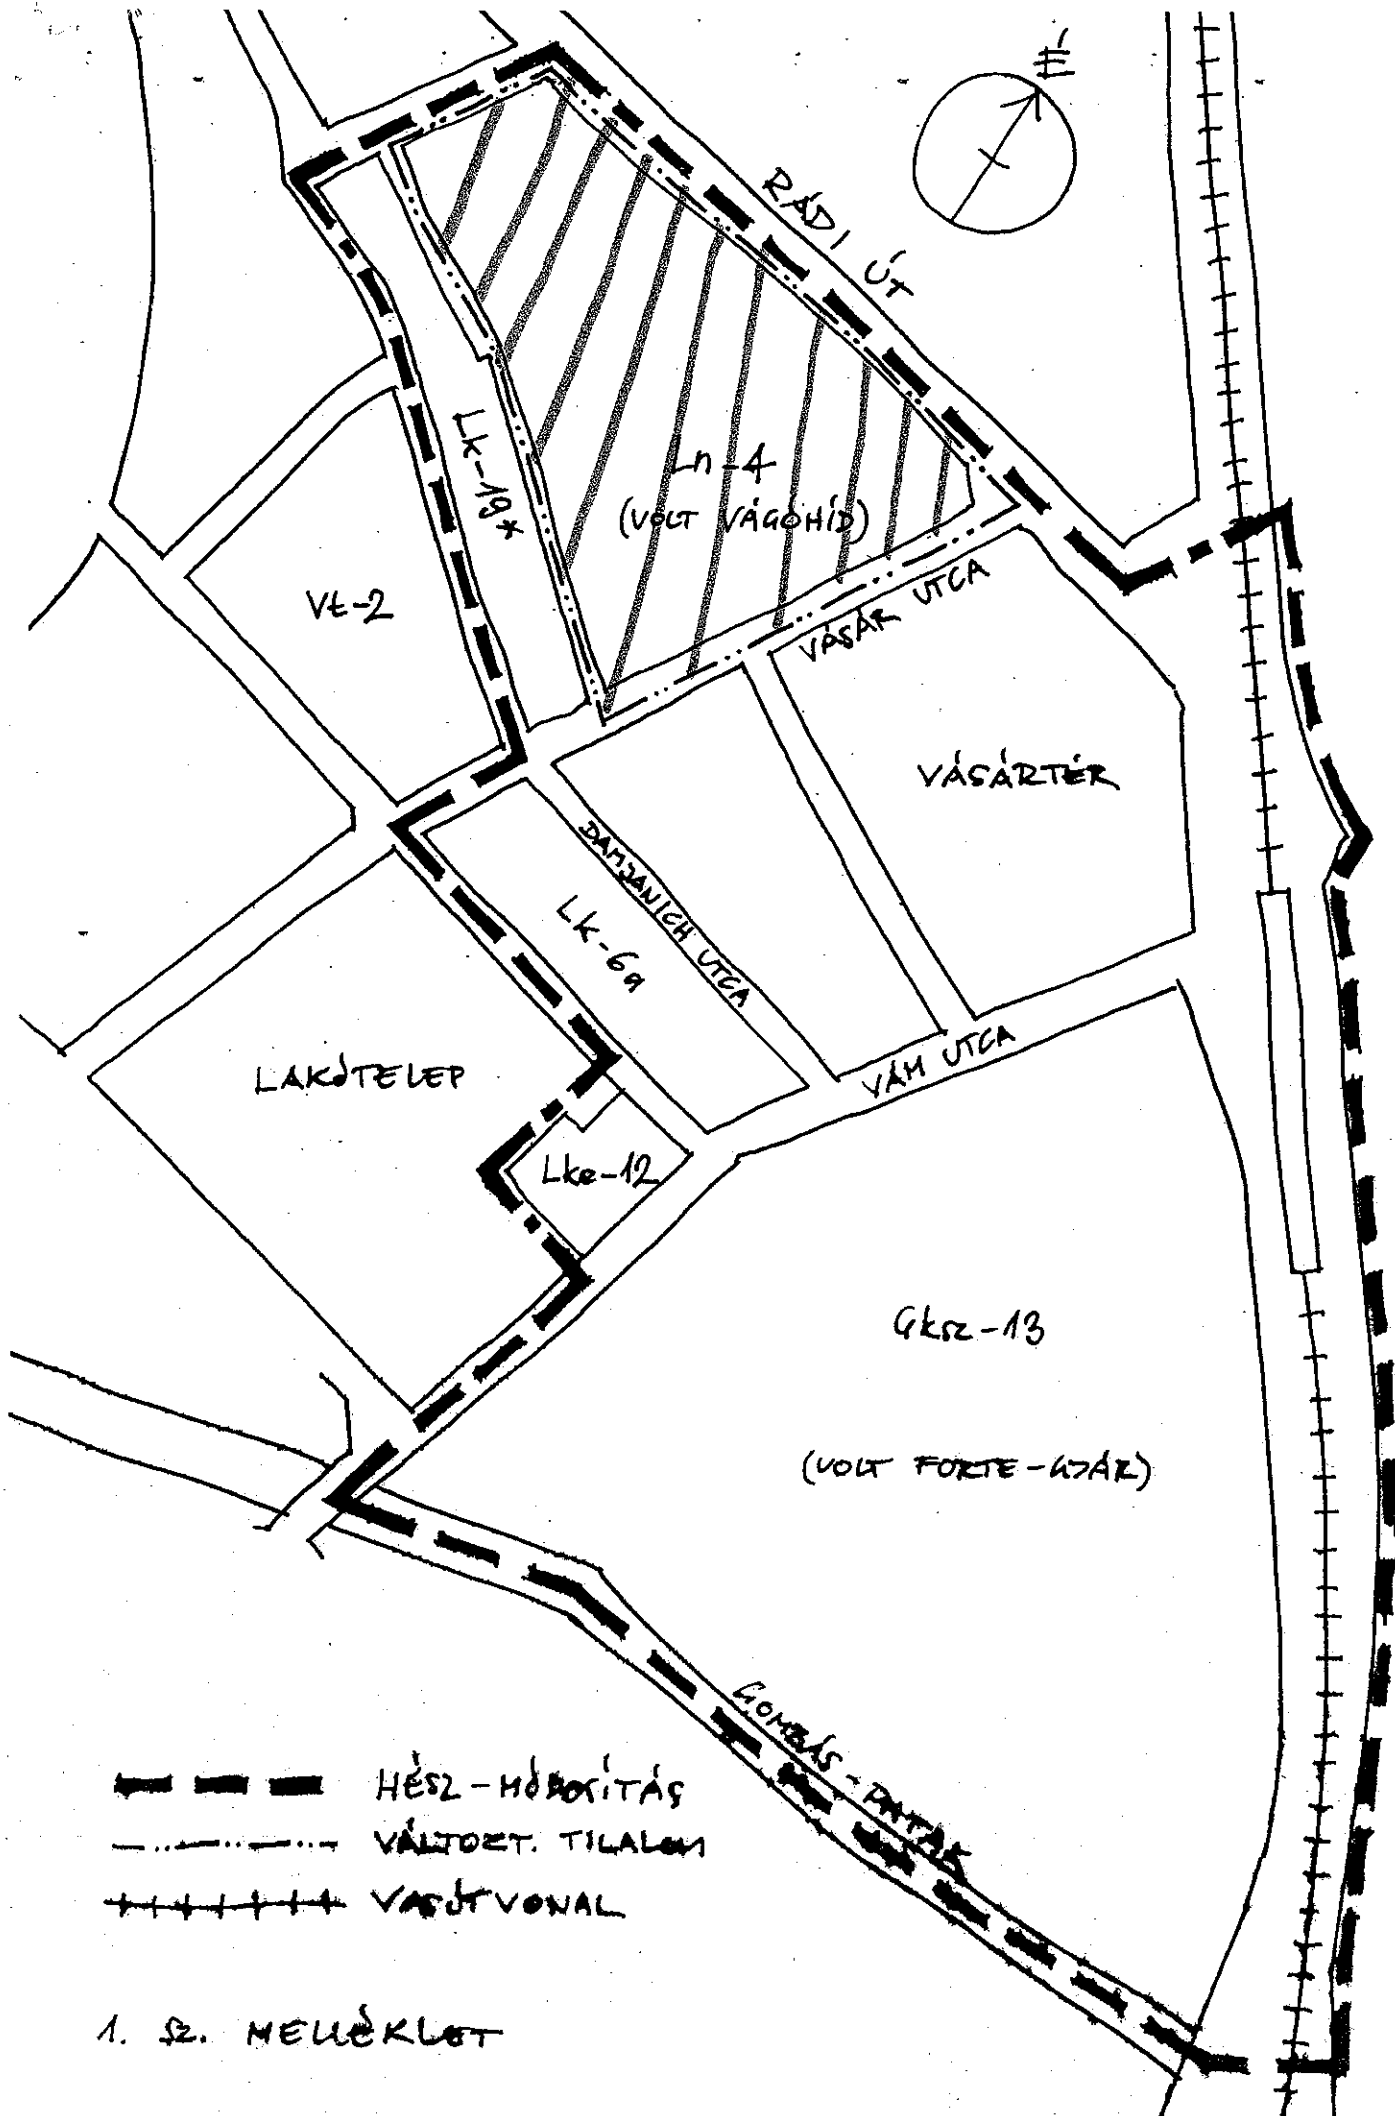 É
RÁDI ÚT
Lk-19*
Ln-4
(VOLT VÁGÓHÍD)
Vt-2
VÁSÁR UTCA
VÁSÁRTÉR
DAMJANICH UTCA
Lk-6a
VÁM UTCA
LAKÓTELEP
Lke-12
Gksz-13
(VOLT FORTE-GYÁR)
GOMBÁS-PATAK
HÉSZ-MÓDOSÍTÁS
VÁLTOZT. TILALOM
VASÚTVONAL
1. SZ. MELLÉKLET